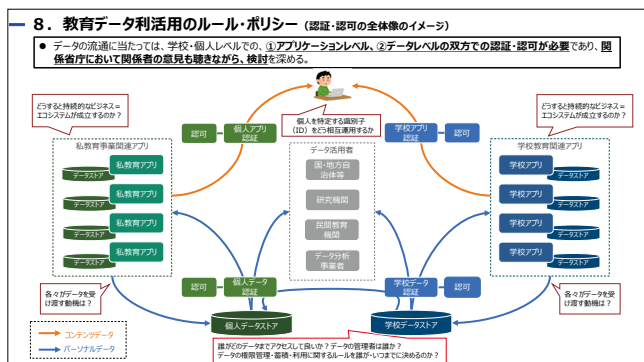 8．教育データ利活用のルール・ポリシー（認証・認可の全体像のイメージ）
● データの流通に当たっては、学校・個人レベルでの、①アプリケーションレベル、②データレベルの双方での認証・認可が必要であり、関
係省庁において関係者の意見も聴きながら、検討を深める。
どうすると持続的なビジネス＝
エコシステムが成立するのか？
どうすると持続的なビジネス＝
エコシステムが成立するのか？
個人を特定する識別子
（ID）をどう相互運用するか
認可
個人アプリ
認証
学校アプリ
認証
認可
私教育事業関連アプリ
私教育アプリ
データストア
私教育アプリ
データストア
私教育アプリ
データストア
私教育アプリ
データストア
データ活用者
国・地方自
治体等
研究機関
民間教育
機関
データ分析
事業者
学校教育関連アプリ
学校アプリ
データストア
学校アプリ
データストア
学校アプリ
データストア
学校アプリ
データストア
各々がデータを受
け渡す動機は？
認可
個人データ
認証
学校データ
認証
認可
各々がデータを受
け渡す動機は？
個人データストア
学校データストア
コンテンツデータ
パーソナルデータ
誰がどのデータまでアクセスして良いか？データの管理者は誰か？
データの権限管理・蓄積・利用に関するルールを誰が・いつまでに決めるのか？